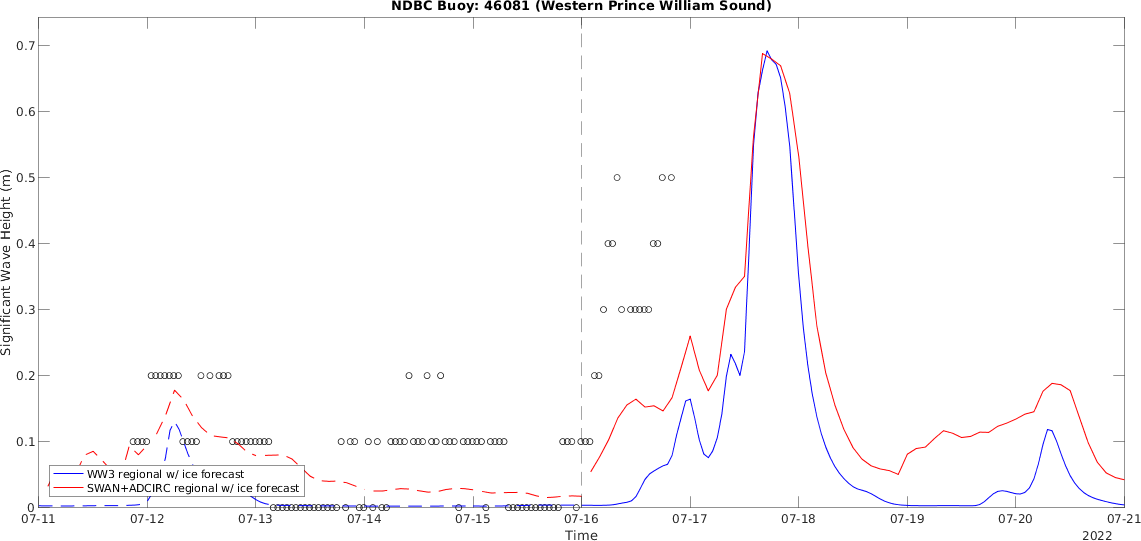 NDBC Buoy: 46081 (Western Prince William Sound)
0.7
0.6
0.5
0.4
0.3
0.2
0.1
0
Significant Wave Height (m)
WW3 regional w/ ice forecast
SWAN+ADCIRC regional w/ ice forecast
07-11 07-12 07-13 07-14 07-15 07-16 07-17 07-18 07-19 07-20 07-21
Time
2022